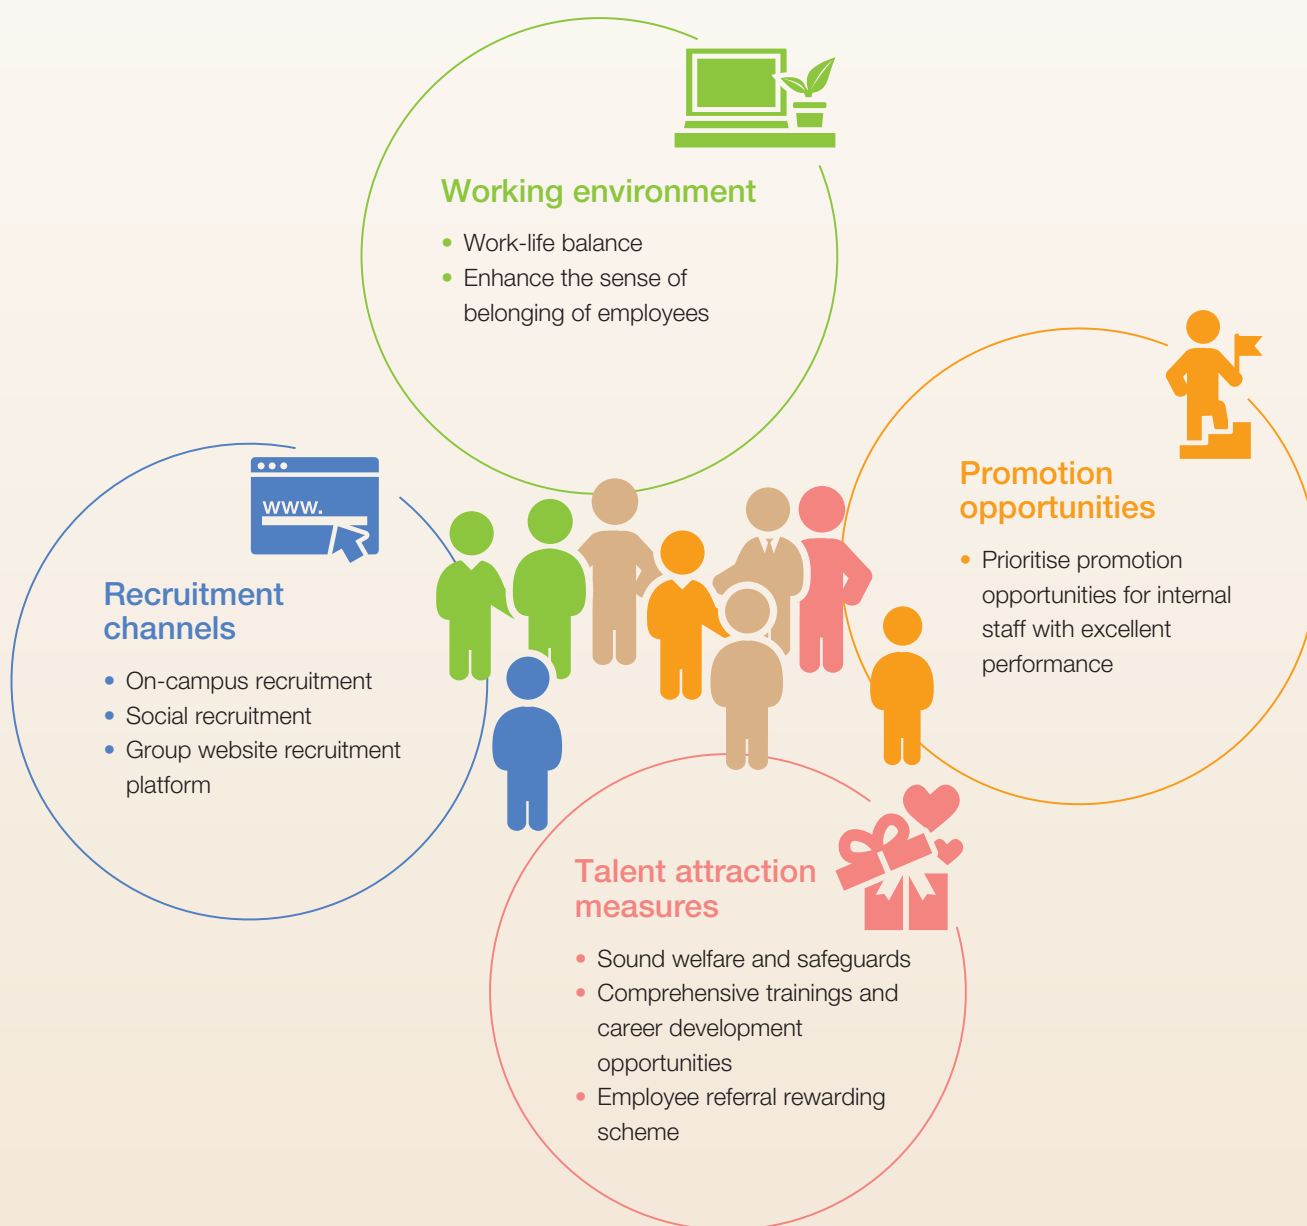 Working environment
• Work-life balance
• Enhance the sense of
belonging of employees
www.
Recruitment
channels
• On-campus recruitment
• Social recruitment
• Group website recruitment
platform
Promotion
opportunities
• Prioritise promotion
opportunities for internal
staff with excellent
performance
Talent attraction
measures
• Sound welfare and safeguards
• Comprehensive trainings and
career development
opportunities
• Employee referral rewarding
scheme